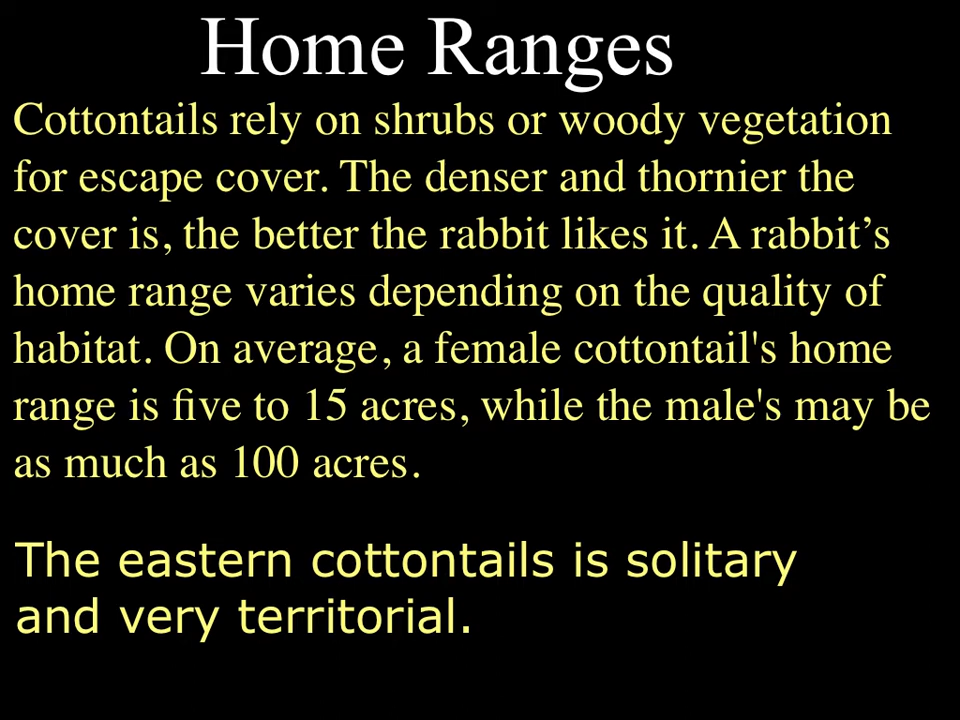 Home Ranges
Cottontails rely on shrubs or woody vegetation
for escape cover. The denser and thornier the
cover is, the better the rabbit likes it. A rabbit’s
home range varies depending on the quality of
habitat. On average, a female cottontail's home
range is five to 15 acres, while the male's may be
as much as 100 acres.
The eastern cottontails is solitary
and very territorial.